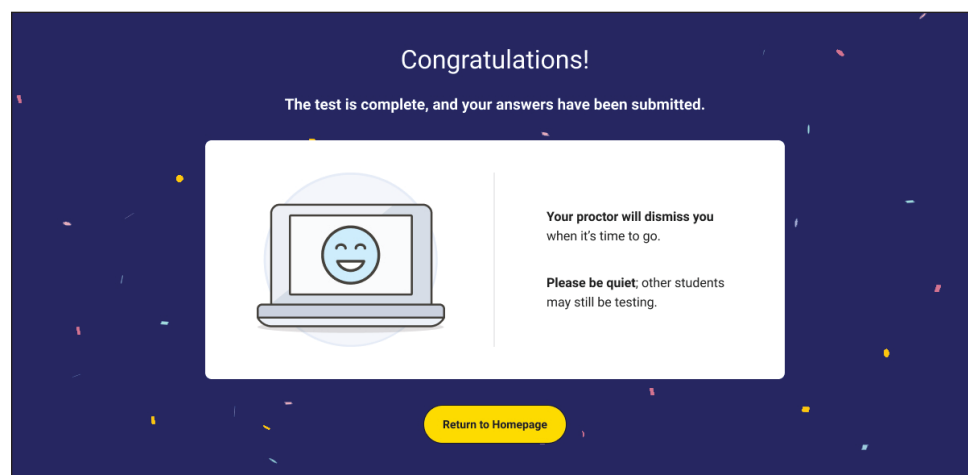 Congratulations!
The test is complete, and your answers have been submitted.
Your proctor will dismiss you
when it’s time to go.
Please be quiet; other students
may still be testing.
Return to Homepage